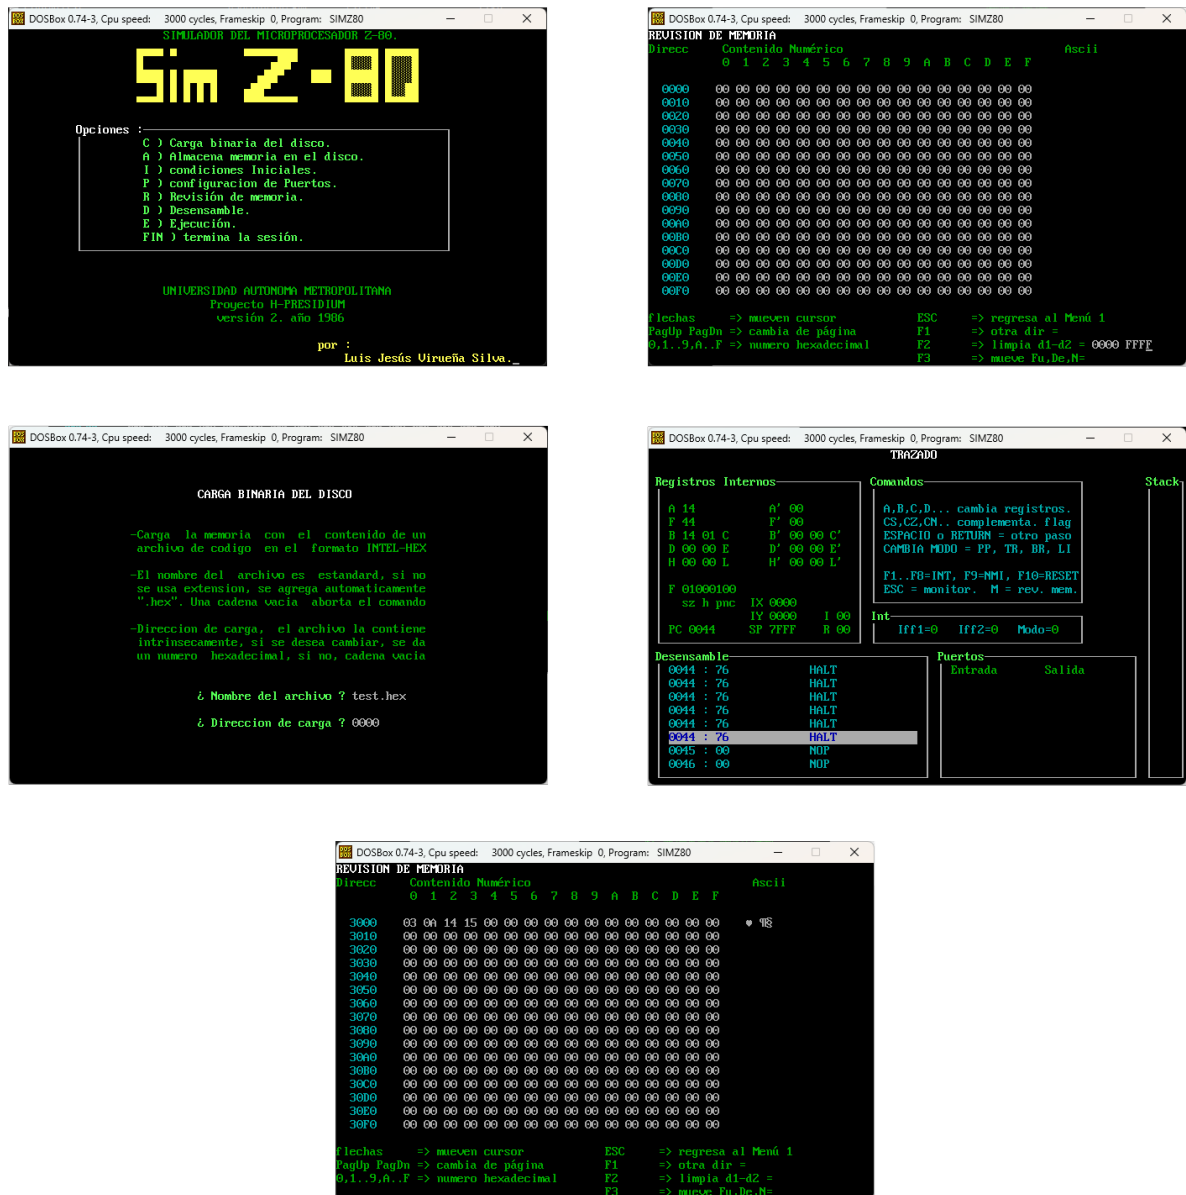 DOSBox 0.74-3, Cpu speed: 3000 cycles, Frameskip 0, Program: SIMZ80
SIMULADOR DEL MICROPROCESADOR Z-80.
Sim Z-80
Opciones :
C ) Carga binaria del disco.
A ) Almacena memoria en el disco.
I ) condiciones Iniciales.
P ) configuracion de Puertos.
R ) Revisión de memoria.
D ) Desensamble.
E ) Ejecución.
FIN ) termina la sesión.
UNIVERSIDAD AUTONOMA METROPOLITANA
Proyecto H-PRESIDIUM
versión 2. año 1986
por :
Luis Jesús Virueña Silva._
DOSBox 0.74-3, Cpu speed: 3000 cycles, Frameskip 0, Program: SIMZ80
REVISION DE MEMORIA
Direcc Contenido Numérico Ascii
0 1 2 3 4 5 6 7 8 9 A B C D E F
0000 00 00 00 00 00 00 00 00 00 00 00 00 00 00 00 00
0010 00 00 00 00 00 00 00 00 00 00 00 00 00 00 00 00
0020 00 00 00 00 00 00 00 00 00 00 00 00 00 00 00 00
0030 00 00 00 00 00 00 00 00 00 00 00 00 00 00 00 00
0040 00 00 00 00 00 00 00 00 00 00 00 00 00 00 00 00
0050 00 00 00 00 00 00 00 00 00 00 00 00 00 00 00 00
0060 00 00 00 00 00 00 00 00 00 00 00 00 00 00 00 00
0070 00 00 00 00 00 00 00 00 00 00 00 00 00 00 00 00
0080 00 00 00 00 00 00 00 00 00 00 00 00 00 00 00 00
0090 00 00 00 00 00 00 00 00 00 00 00 00 00 00 00 00
00A0 00 00 00 00 00 00 00 00 00 00 00 00 00 00 00 00
00B0 00 00 00 00 00 00 00 00 00 00 00 00 00 00 00 00
00C0 00 00 00 00 00 00 00 00 00 00 00 00 00 00 00 00
00D0 00 00 00 00 00 00 00 00 00 00 00 00 00 00 00 00
00E0 00 00 00 00 00 00 00 00 00 00 00 00 00 00 00 00
00F0 00 00 00 00 00 00 00 00 00 00 00 00 00 00 00 00
flechas => mueven cursor ESC => regresa al Menú 1
PagUp PagDn => cambia de página F1 => otra dir =
0,1..9,A..F => numero hexadecimal F2 => limpia d1-d2 = 0000 FFFF
F3 => mueve Fu,De,N=
DOSBox 0.74-3, Cpu speed: 3000 cycles, Frameskip 0, Program: SIMZ80
CARGA BINARIA DEL DISCO
-Carga la memoria con el contenido de un
archivo de codigo en el formato INTEL-HEX
-El nombre del archivo es estandard, si no
se usa extension, se agrega automaticamente
".hex". Una cadena vacia aborta el comando
-Direccion de carga, el archivo la contiene
intrinsecamente, si se desea cambiar, se da
un numero hexadecimal, si no, cadena vacia
¿ Nombre del archivo ? test.hex
¿ Direccion de carga ? 0000
DOSBox 0.74-3, Cpu speed: 3000 cycles, Frameskip 0, Program: SIMZ80
TRAZADO
Registros Internos Comandos Stack
A 14 A' 00 A,B,C,D... cambia registros.
F 44 F' 00 CS,CZ,CN.. complementa. flag
B 14 01 C B' 00 00 C' ESPACIO o RETURN = otro paso
D 00 00 E D' 00 00 E' CAMBIA MODO = PP, TR, BR, LI
H 00 00 L H' 00 00 L'
F1..F8=INT, F9=NMI, F10=RESET
F 01000100 ESC = monitor. M = rev. mem.
sz h pnc IX 0000
IY 0000 I 00 Int
PC 0044 SP 7FFF R 00 Iff1=0 Iff2=0 Modo=0
Desensamble Puertos
0044 : 76 HALT Entrada Salida
0044 : 76 HALT
0044 : 76 HALT
0044 : 76 HALT
0044 : 76 HALT
0044 : 76 HALT
0045 : 00 NOP
0046 : 00 NOP
DOSBox 0.74-3, Cpu speed: 3000 cycles, Frameskip 0, Program: SIMZ80
REVISION DE MEMORIA
Direcc Contenido Numérico Ascii
0 1 2 3 4 5 6 7 8 9 A B C D E F
3000 03 0A 14 15 00 00 00 00 00 00 00 00 00 00 00 00 ♥ ¶§
3010 00 00 00 00 00 00 00 00 00 00 00 00 00 00 00 00
3020 00 00 00 00 00 00 00 00 00 00 00 00 00 00 00 00
3030 00 00 00 00 00 00 00 00 00 00 00 00 00 00 00 00
3040 00 00 00 00 00 00 00 00 00 00 00 00 00 00 00 00
3050 00 00 00 00 00 00 00 00 00 00 00 00 00 00 00 00
3060 00 00 00 00 00 00 00 00 00 00 00 00 00 00 00 00
3070 00 00 00 00 00 00 00 00 00 00 00 00 00 00 00 00
3080 00 00 00 00 00 00 00 00 00 00 00 00 00 00 00 00
3090 00 00 00 00 00 00 00 00 00 00 00 00 00 00 00 00
30A0 00 00 00 00 00 00 00 00 00 00 00 00 00 00 00 00
30B0 00 00 00 00 00 00 00 00 00 00 00 00 00 00 00 00
30C0 00 00 00 00 00 00 00 00 00 00 00 00 00 00 00 00
30D0 00 00 00 00 00 00 00 00 00 00 00 00 00 00 00 00
30E0 00 00 00 00 00 00 00 00 00 00 00 00 00 00 00 00
30F0 00 00 00 00 00 00 00 00 00 00 00 00 00 00 00 00
flechas => mueven cursor ESC => regresa al Menú 1
PagUp PagDn => cambia de página F1 => otra dir =
0,1..9,A..F => numero hexadecimal F2 => limpia d1-d2 =
F3 => mueve Fu,De,N=